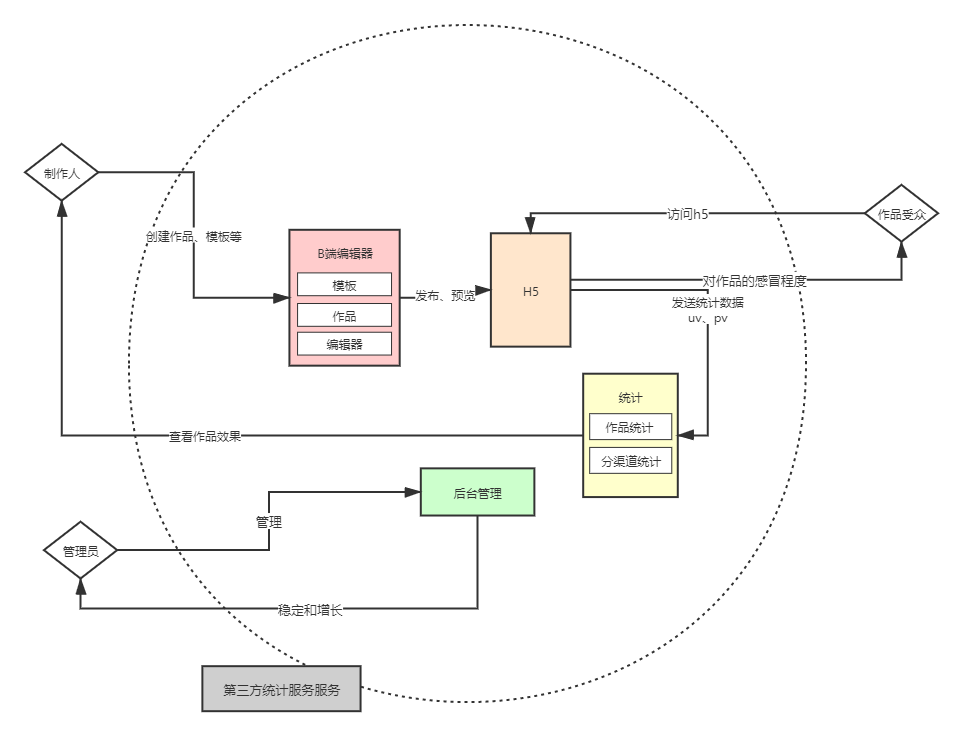 制作人
创建作品、模板等
B端编辑器
模板
作品
编辑器
发布、预览
H5
访问h5
作品受众
对作品的感冒程度
发送统计数据
uv、pv
统计
作品统计
分渠道统计
查看作品效果
后台管理
管理
管理员
稳定和增长
第三方统计服务服务